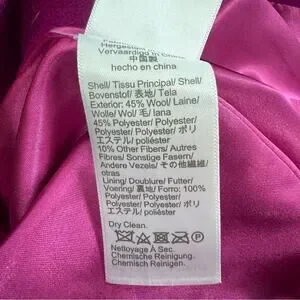 Hergestellt
Vervaardigd in China
中国製
hecho en china
Shell/ Tissu Principal/ Shell/
Bovenstof/ 表地/ Tela
Exterior: 45% Wool/ Laine/
Wolle/ Wol/ 毛/ lana
45% Polyester/ Polyester/
Polyester/ Polyester/ ポリ
エステル/ poliéster
10% Other Fibers/ Autres
Fibres/ Sonstige Fasern/
Andere Vezels/ その他繊維/
otras
Lining/ Doublure/ Futter/
Voering/ 裏地/ Forro: 100%
Polyester/ Polyester/
Polyester/ Polyester/ ポリ
エステル/ poliéster
Dry Clean.
Nettoyage À Sec.
Chemische Reinigung.
Chemisch Reinigen.